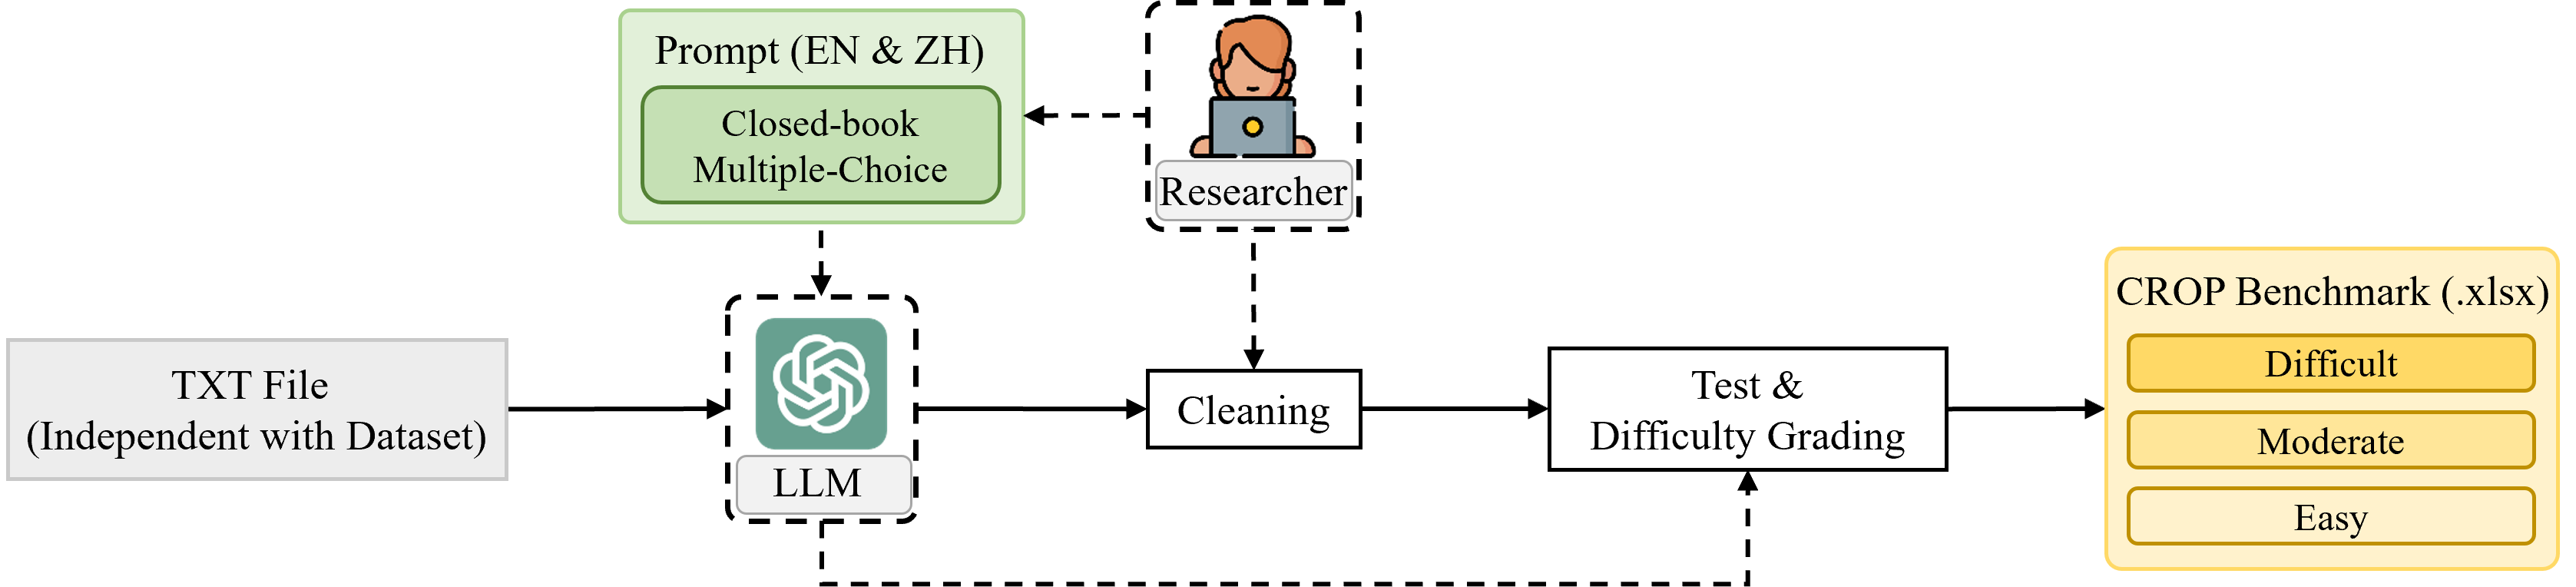 Prompt (EN & ZH)
Closed-book
Multiple-Choice
Researcher
TXT File
(Independent with Dataset)
LLM
Cleaning
Test &
Difficulty Grading
CROP Benchmark (.xlsx)
Difficult
Moderate
Easy